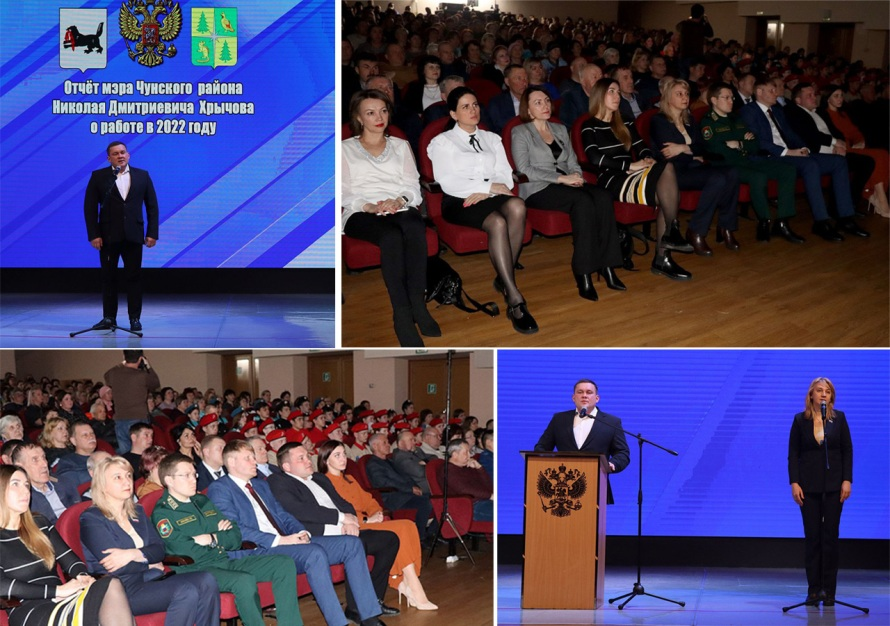 Отчёт мэра Чунского района
Николая Дмитриевича Хрычова
о работе в 2022 году